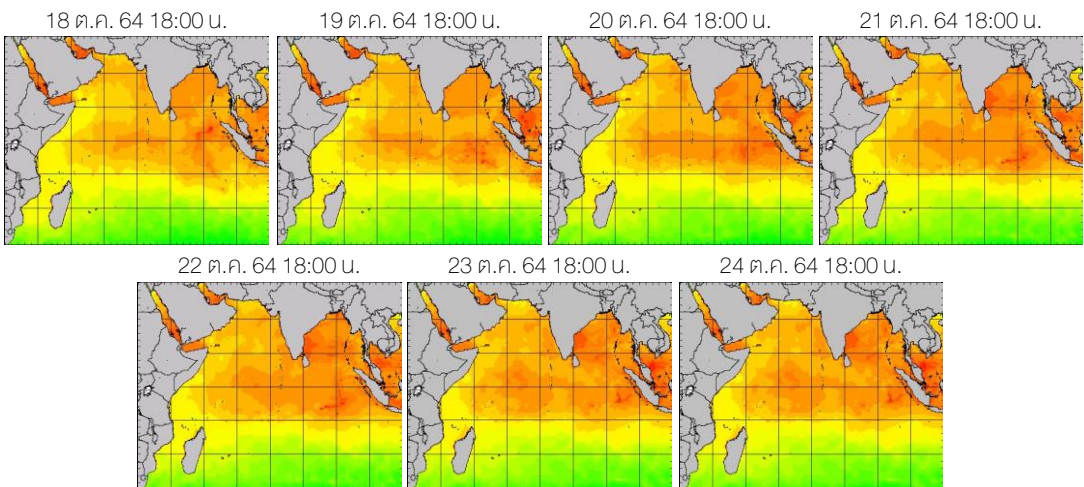 18 ต.ค. 64 18:00 น.
19 ต.ค. 64 18:00 น.
20 ต.ค. 64 18:00 น.
21 ต.ค. 64 18:00 น.
22 ต.ค. 64 18:00 น.
23 ต.ค. 64 18:00 น.
24 ต.ค. 64 18:00 น.